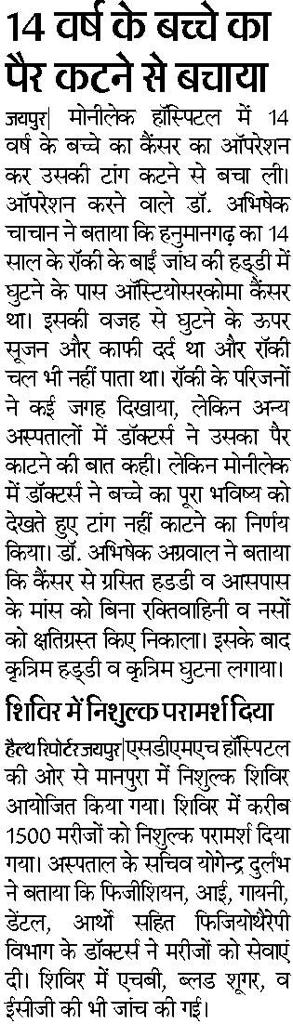 14 वर्ष के बच्चे का
पैर कटने से बचाया
जयपुर| मोनीलेक हॉस्पिटल में 14
वर्ष के बच्चे का कैंसर का ऑपरेशन
कर उसकी टांग कटने से बचा ली।
ऑपरेशन करने वाले डॉ. अभिषेक
चाचान ने बताया कि हनुमानगढ़ का 14
साल के रॉकी के बाईं जांघ की हड्डी में
घुटने के पास ऑस्टियोसरकोमा कैंसर
था। इसकी वजह से घुटने के ऊपर
सूजन और काफी दर्द था और रॉकी
चल भी नहीं पाता था। रॉकी के परिजनों
ने कई जगह दिखाया, लेकिन अन्य
अस्पतालों में डॉक्टर्स ने उसका पैर
काटने की बात कही। लेकिन मोनीलेक
में डॉक्टर्स ने बच्चे का पूरा भविष्य को
देखते हुए टांग नहीं काटने का निर्णय
किया। डॉ. अभिषेक अग्रवाल ने बताया
कि कैंसर से ग्रसित हडडी व आसपास
के मांस को बिना रक्तिवाहिनी व नसों
को क्षतिग्रस्त किए निकाला। इसके बाद
कृत्रिम हड्डी व कृत्रिम घुटना लगाया।
शिविर में निशुल्क परामर्श दिया
हैल्थ रिपोर्टर जयपुर|एसडीएमएच हॉस्पिटल
की ओर से मानपुरा में निशुल्क शिविर
आयोजित किया गया। शिविर में करीब
1500 मरीजों को निशुल्क परामर्श दिया
गया। अस्पताल के सचिव योगेन्द्र दुर्लभ
ने बताया कि फिजीशियन, आई, गायनी,
डेंटल, आर्थो सहित फिजियोथैरेपी
विभाग के डॉक्टर्स ने मरीजों को सेवाएं
दी। शिविर में एचबी, ब्लड शूगर, व
ईसीजी की भी जांच की गई।